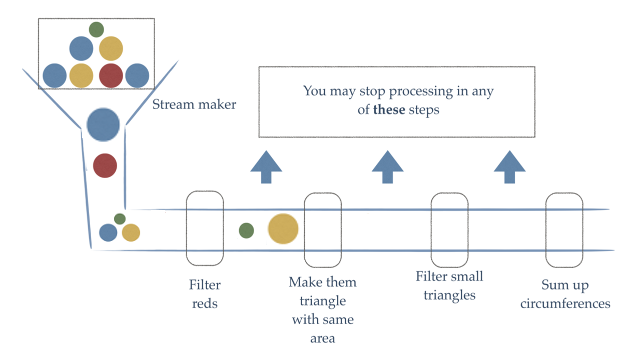 Stream maker
You may stop processing in any
of these steps
Filter
reds
Make them
triangle
with same
area
Filter small
triangles
Sum up
circumferences